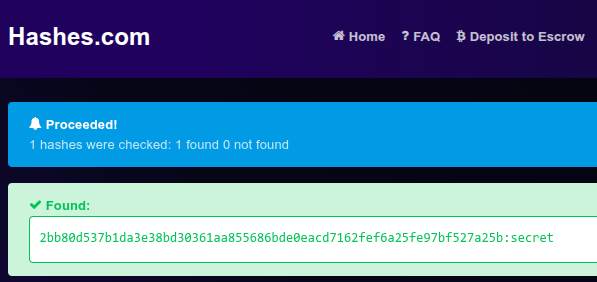 Hashes.com
Home ? FAQ Deposit to Escrow
Proceeded!
1 hashes were checked: 1 found 0 not found
Found:
2bb80d537b1da3e38bd30361aa855686bde0eacd7162fef6a25fe97bf527a25b:secret